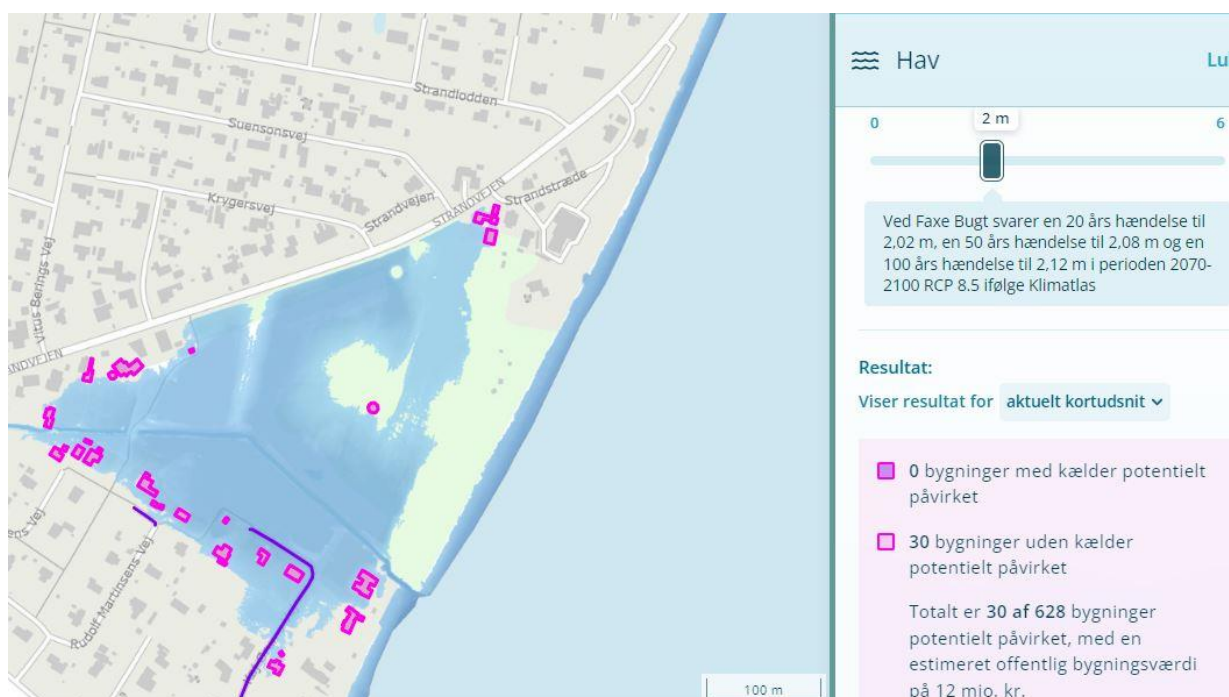 Strandlodden
Suensonsvej
Krygersvej
Strandvejen
STRANDVEJEN
Strandstræde
Vitus Berings Vej
ANDVEJEN
ens Vej
Rudolf Martinsens Vej
100 m
Hav
Lu
0
2 m
6
Ved Faxe Bugt svarer en 20 års hændelse til
2,02 m, en 50 års hændelse til 2,08 m og en
100 års hændelse til 2,12 m i perioden 2070-
2100 RCP 8.5 ifølge Klimatlas
Resultat:
Viser resultat for aktuelt kortudsnit
0 bygninger med kælder potentielt
påvirket
30 bygninger uden kælder
potentielt påvirket
Totalt er 30 af 628 bygninger
potentielt påvirket, med en
estimeret offentlig bygningsværdi
på 12 mio. kr.